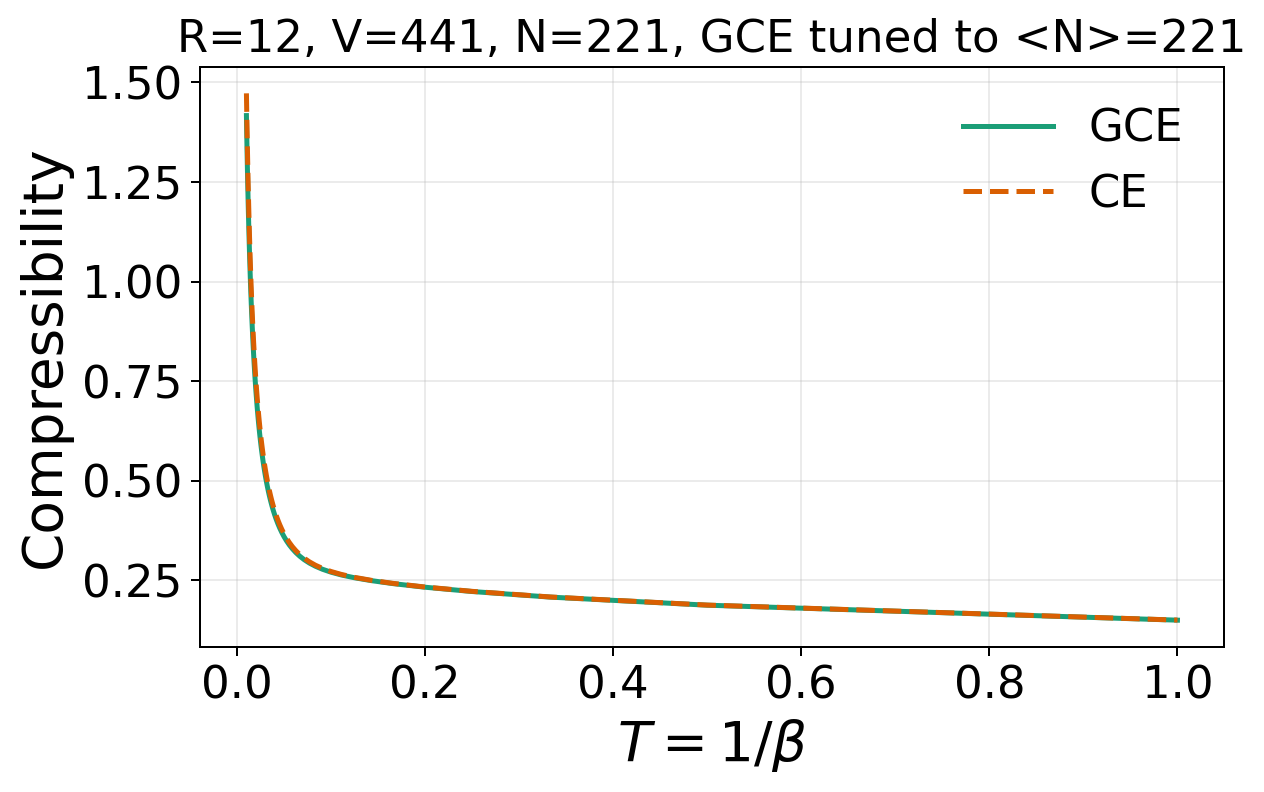 R=12, V=441, N=221, GCE tuned to <N>=221
Compressibility
1.50
1.25
1.00
0.75
0.50
0.25
GCE
CE
0.0 0.2 0.4 0.6 0.8 1.0
T = 1/β